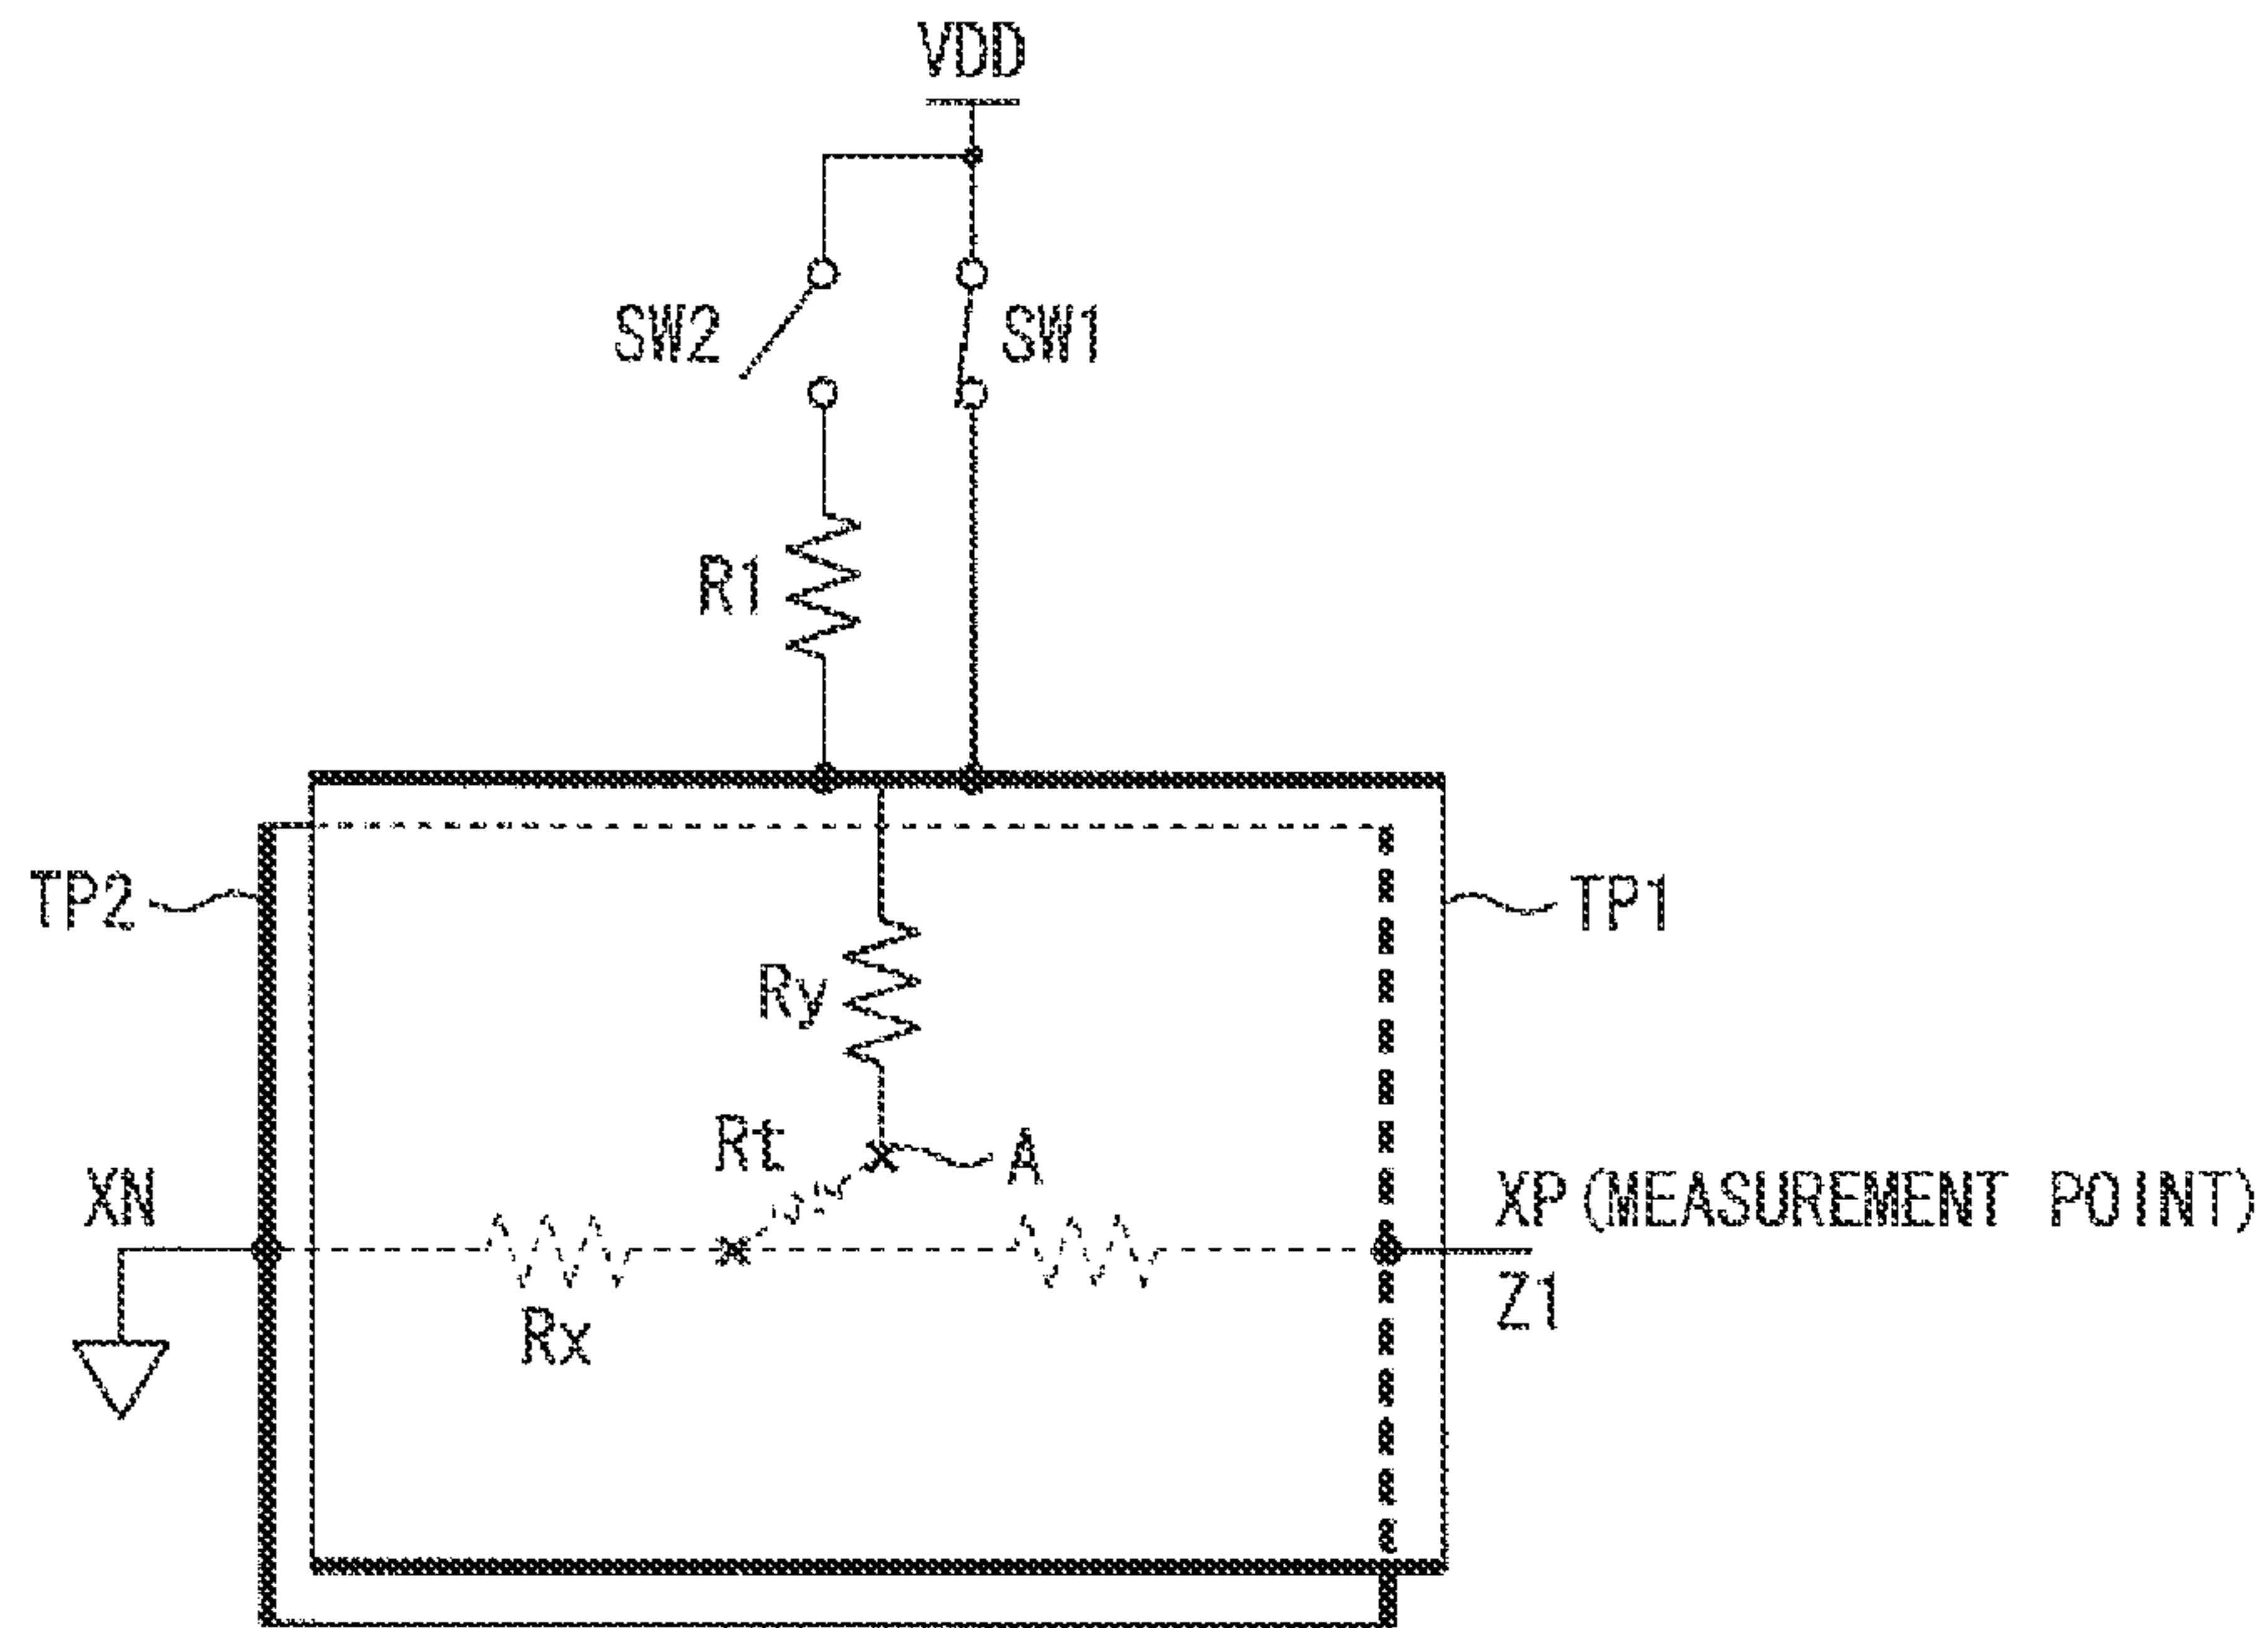 VDD
SW2
SW1
R1
TP2
TP1
Ry
Rt
A
XN
XP(MEASUREMENT POINT)
Z1
Rx